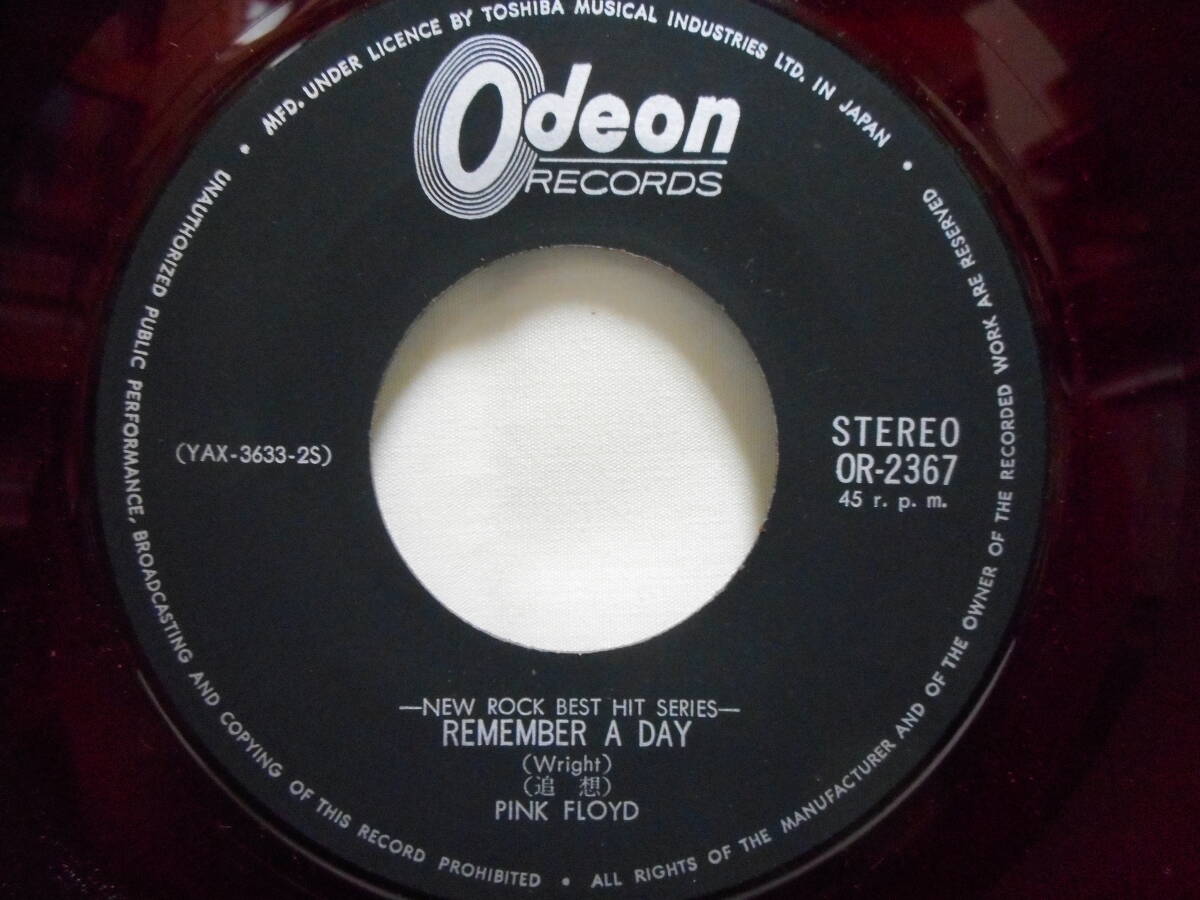 MFD. UNDER LICENCE BY TOSHIBA MUSICAL INDUSTRIES LTD. IN JAPAN •
Odeon
RECORDS
(YAX-3633-2S)
STEREO
OR-2367
45 r. p. m.
—NEW ROCK BEST HIT SERIES—
REMEMBER A DAY
(Wright)
(追 想)
PINK FLOYD
ALL RIGHTS OF THE MANUFACTURER AND OF THE OWNER OF THE RECORDED WORK ARE RESERVED •
UNAUTHORIZED PUBLIC PERFORMANCE, BROADCASTING AND COPYING OF THIS RECORD PROHIBITED •